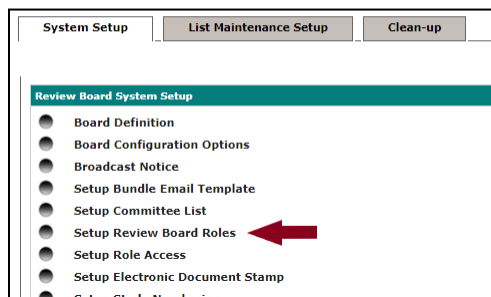 System Setup List Maintenance Setup Clean-up
Review Board System Setup
Board Definition
Board Configuration Options
Broadcast Notice
Setup Bundle Email Template
Setup Committee List
Setup Review Board Roles
Setup Role Access
Setup Electronic Document Stamp